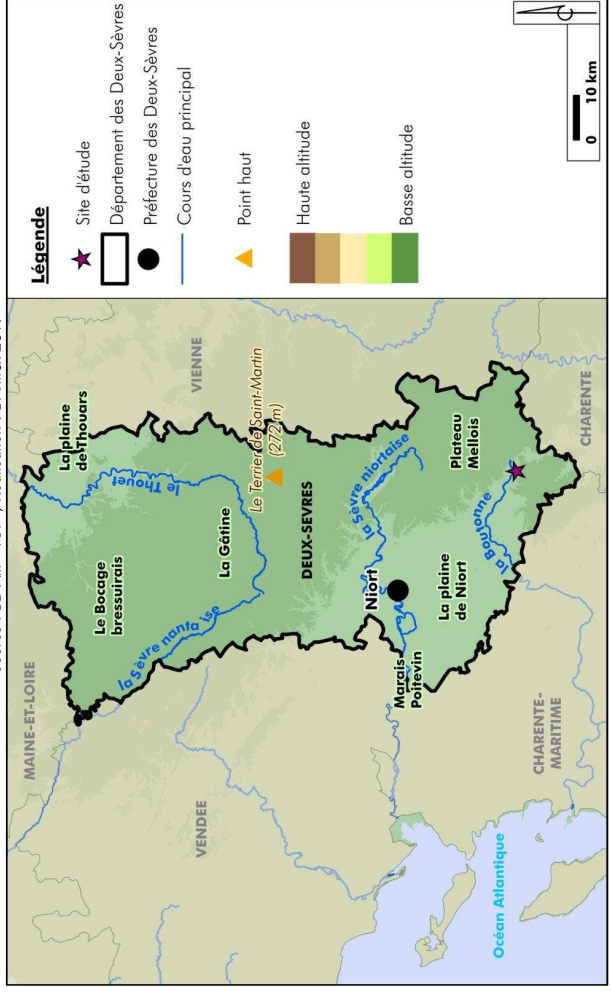 Légende
Site d'étude
Département des Deux-Sèvres
Préfecture des Deux-Sèvres
Cours d'eau principal
Point haut
Haute altitude
Basse altitude
0 10 km
MAINE-ET-LOIRE
VIENNE
VENDEE
DEUX-SEVRES
CHARENTE-
MARITIME
CHARENTE
Océan Atlantique
La plaine
de Thouars
le Thouet
Le Bocage
bressuirais
la Sèvre nantaise
La Gâtine
Le Terrier de Saint-Martin
(272 m)
la Sèvre niortaise
Niort
Marais
Poitevin
La plaine
de Niort
Plateau
Mellois
la Boutonne